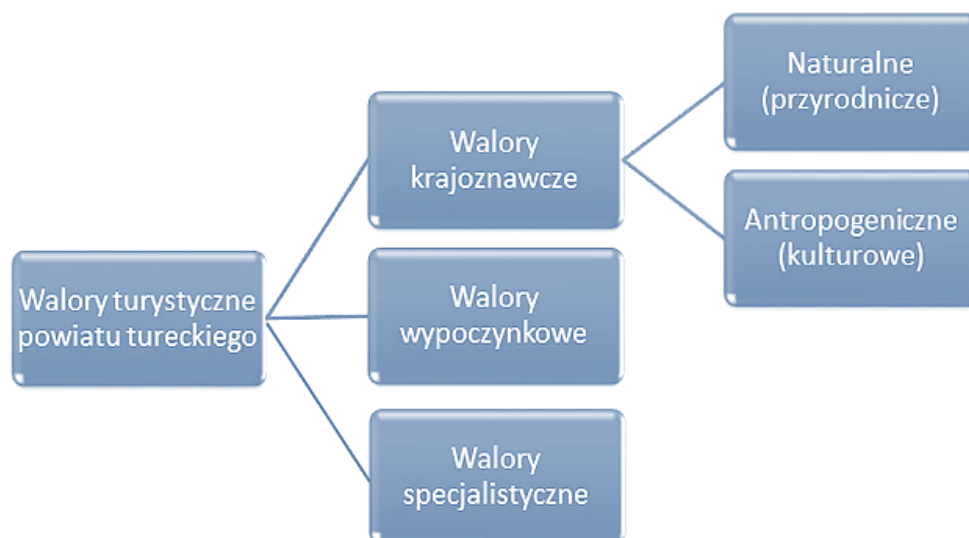 Walory turystyczne
powiatu tureckiego
Walory
krajoznawcze
Naturalne
(przyrodnicze)
Antropogeniczne
(kulturowe)
Walory
wypoczynkowe
Walory
specjalistyczne